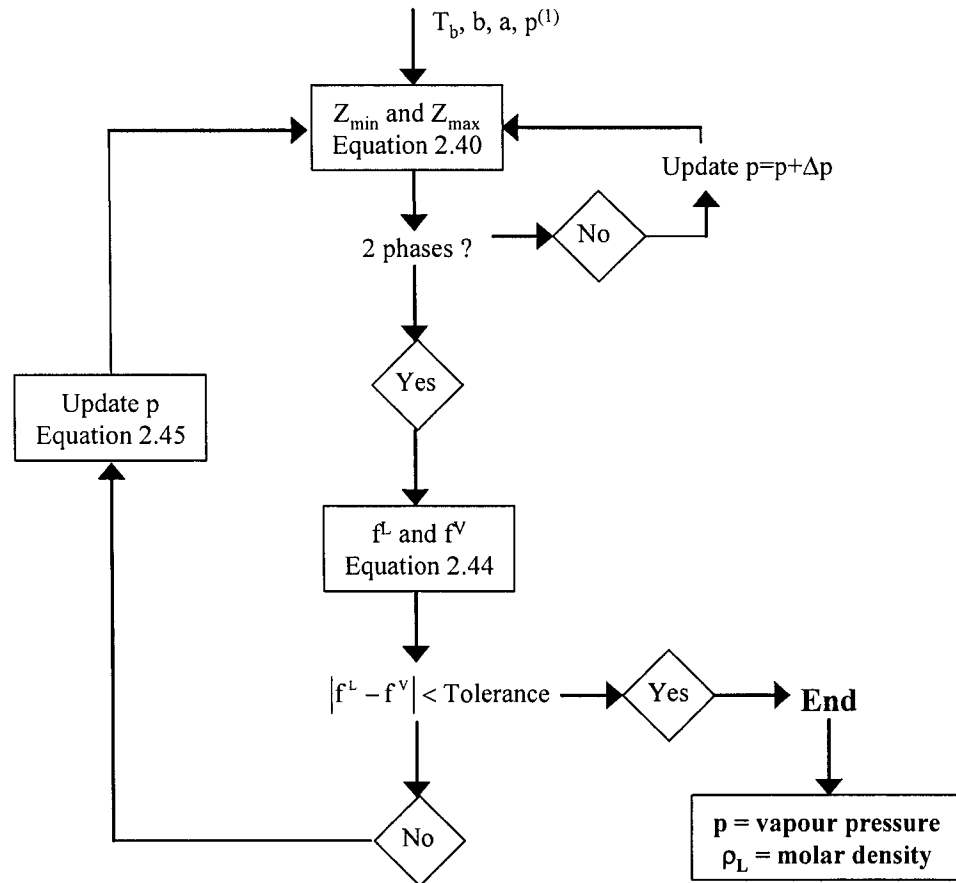 T_b, b, a, p^(1)
Z_min and Z_max
Equation 2.40
Update p=p+Δp
No
2 phases ?
Yes
Update p
Equation 2.45
f^L and f^V
Equation 2.44
|f^L − f^V| < Tolerance
Yes
End
No
p = vapour pressure
ρ_L = molar density